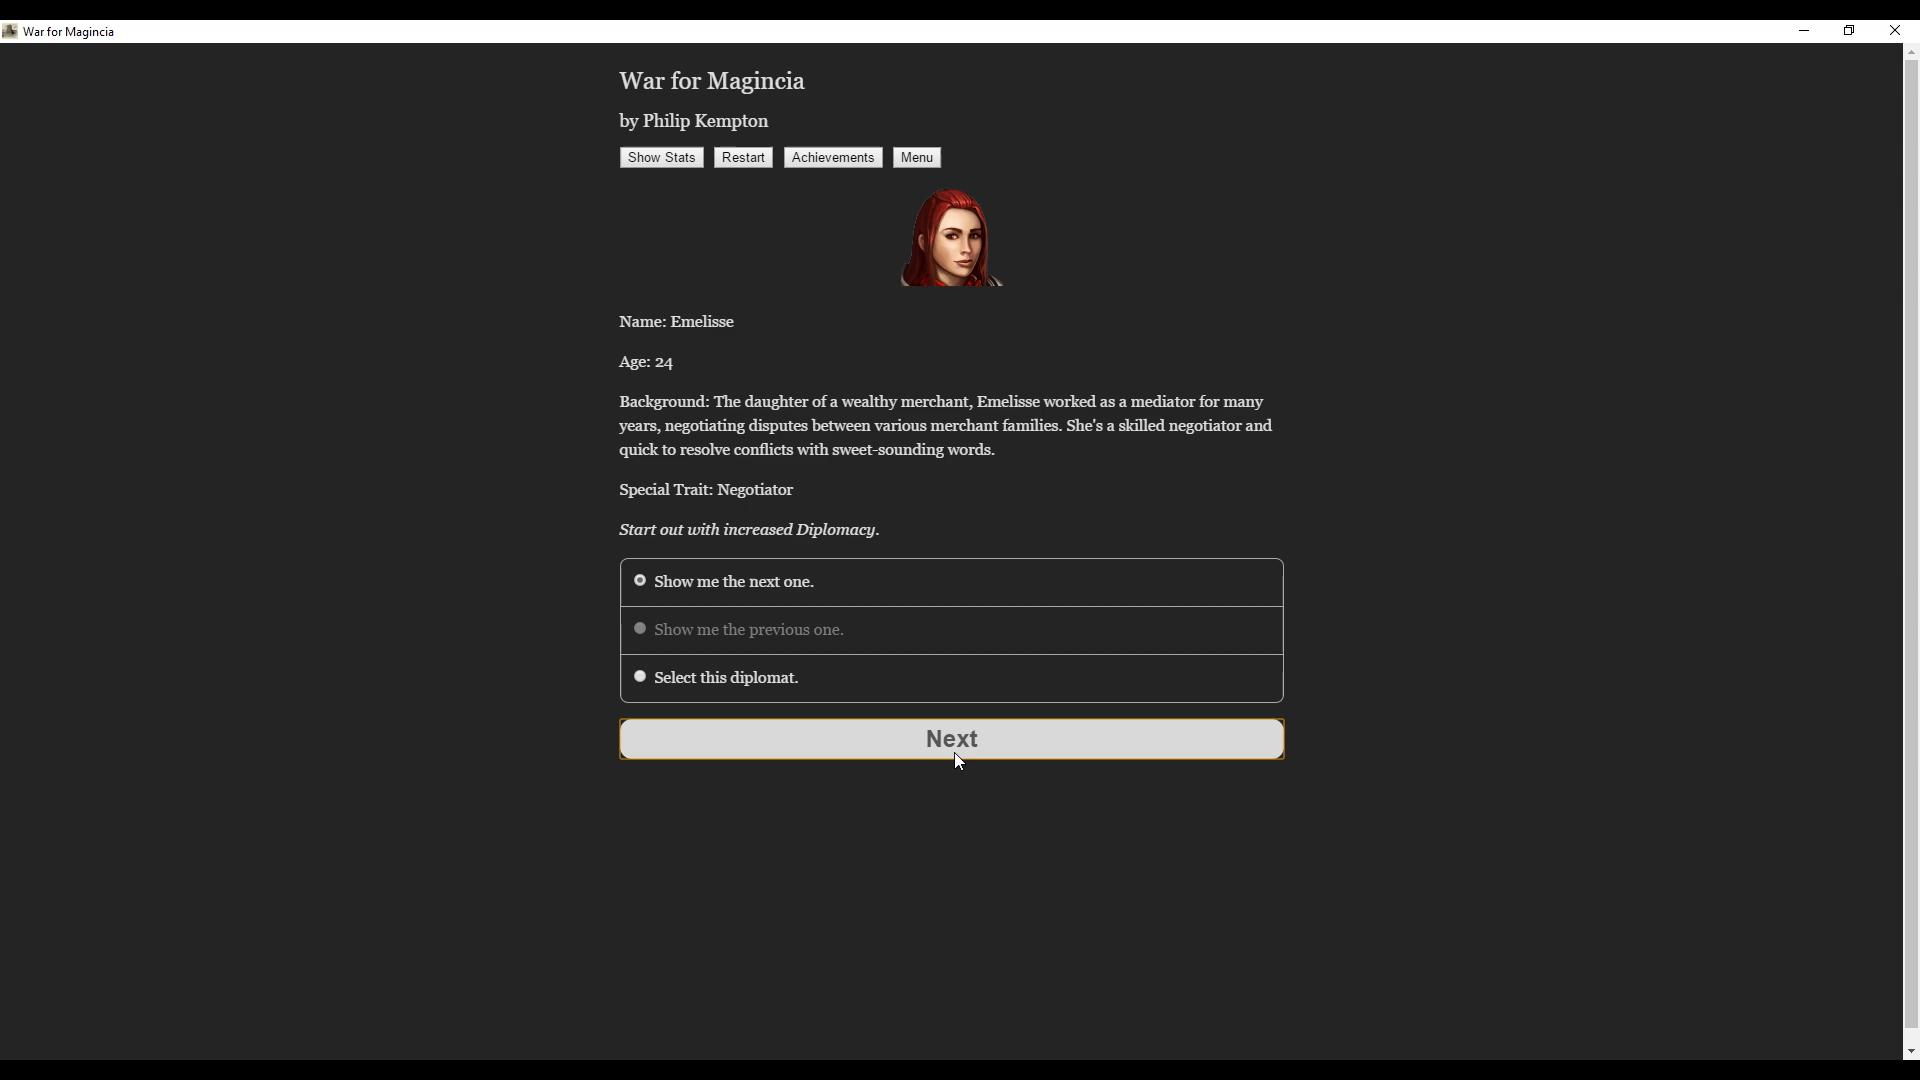 War for Magincia
War for Magincia
by Philip Kempton
Show Stats Restart Achievements Menu
Name: Emelisse
Age: 24
Background: The daughter of a wealthy merchant, Emelisse worked as a mediator for many
years, negotiating disputes between various merchant families. She's a skilled negotiator and
quick to resolve conflicts with sweet-sounding words.
Special Trait: Negotiator
Start out with increased Diplomacy.
Show me the next one.
Show me the previous one.
Select this diplomat.
Next